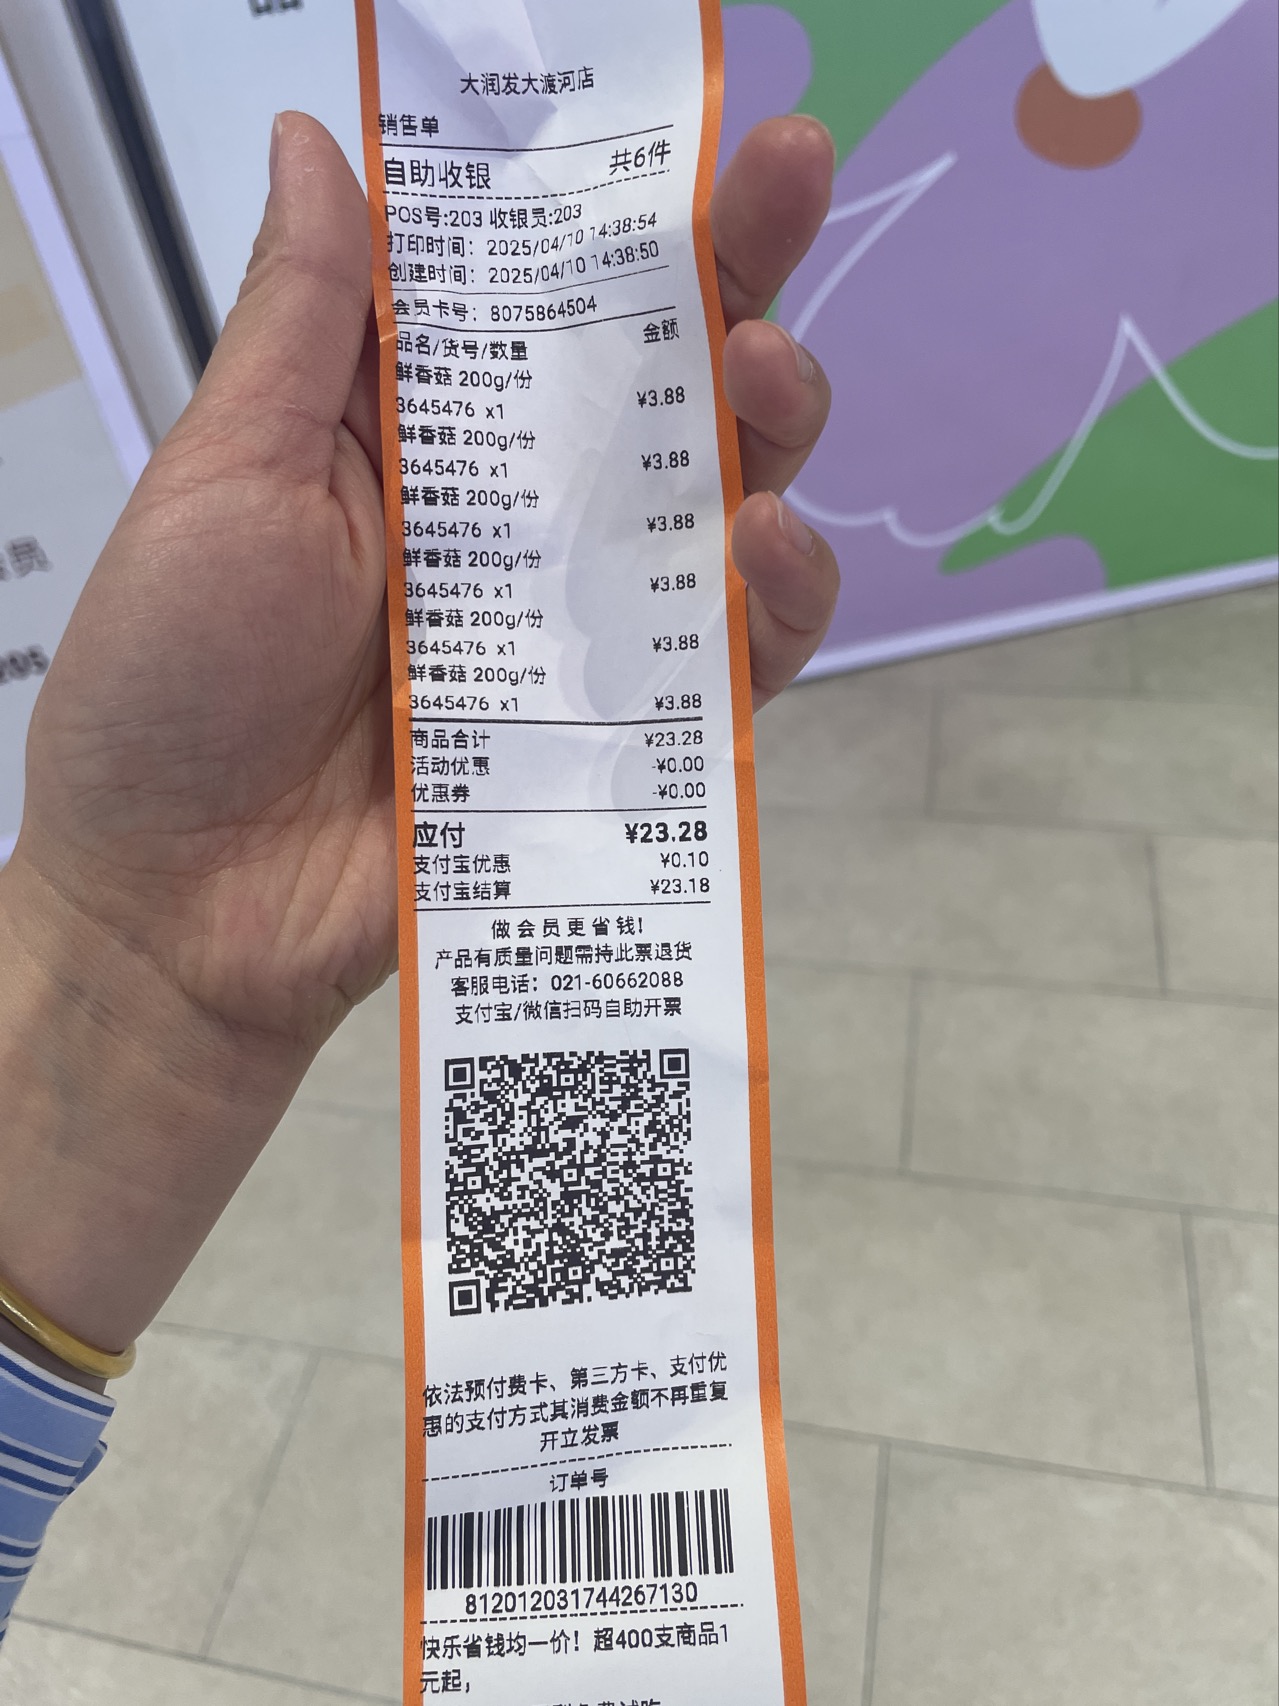 大润发大渡河店
销售单
自助收银 共6件
POS号:203 收银员:203
打印时间: 2025/04/10 14:38:54
创建时间: 2025/04/10 14:38:50
会员卡号: 8075864504
品名/货号/数量 金额
鲜香菇 200g/份
3645476 x1 ¥3.88
鲜香菇 200g/份
3645476 x1 ¥3.88
鲜香菇 200g/份
3645476 x1 ¥3.88
鲜香菇 200g/份
3645476 x1 ¥3.88
鲜香菇 200g/份
3645476 x1 ¥3.88
鲜香菇 200g/份
3645476 x1 ¥3.88
商品合计 ¥23.28
活动优惠 -¥0.00
优惠券 -¥0.00
应付 ¥23.28
支付宝优惠 ¥0.10
支付宝结算 ¥23.18
做会员更省钱!
产品有质量问题需持此票退货
客服电话: 021-60662088
支付宝/微信扫码自助开票
依法预付费卡、第三方卡、支付优
惠的支付方式其消费金额不再重复
开立发票
订单号
812012031744267130
快乐省钱均一价! 超400支商品1
元起,
员